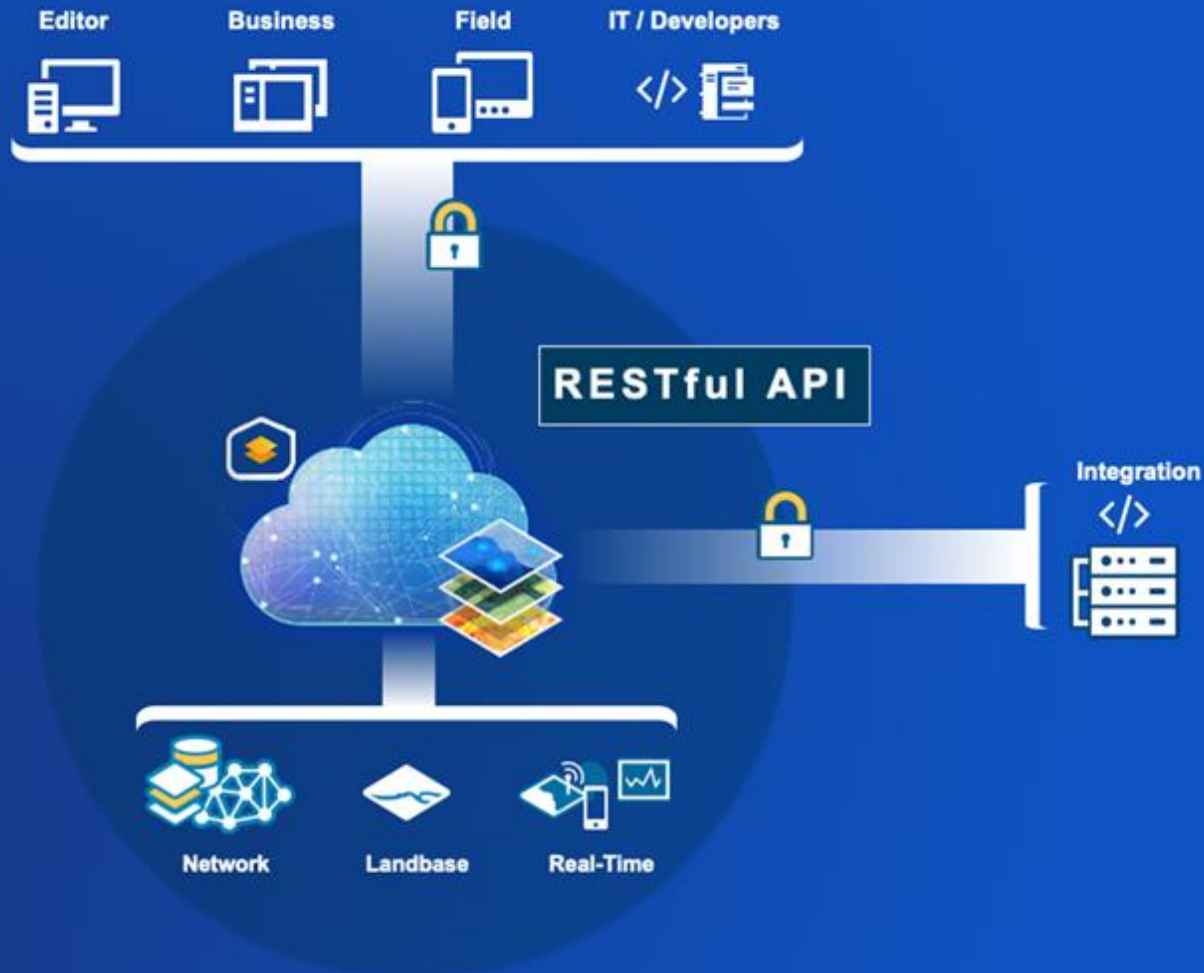 Editor
Business
Field
IT / Developers
RESTful API
Integration
Network
Landbase
Real-Time